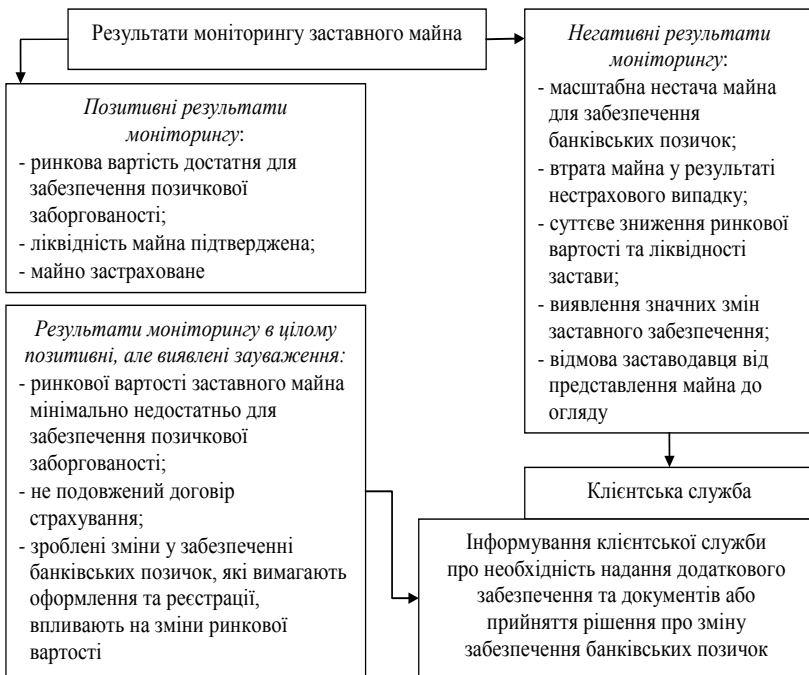 Результати моніторингу заставного майна
Позитивні результати
моніторингу:
- ринкова вартість достатня для
забезпечення позичкової
заборгованості;
- ліквідність майна підтверджена;
- майно застраховане
Результати моніторингу в цілому
позитивні, але виявлені зауваження:
- ринкової вартості заставного майна
мінімально недостатньо для
забезпечення позичкової
заборгованості;
- не подовжений договір
страхування;
- зроблені зміни у забезпеченні
банківських позичок, які вимагають
оформлення та реєстрації,
впливають на зміни ринкової
вартості
Негативні результати
моніторингу:
- масштабна нестача майна
для забезпечення
банківських позичок;
- втрата майна у результаті
нестрахового випадку;
- суттєве зниження ринкової
вартості та ліквідності
застави;
- виявлення значних змін
заставного забезпечення;
- відмова заставодавця від
представлення майна до
огляду
Клієнтська служба
Інформування клієнтської служби
про необхідність надання додаткового
забезпечення та документів або
прийняття рішення про зміну
забезпечення банківських позичок